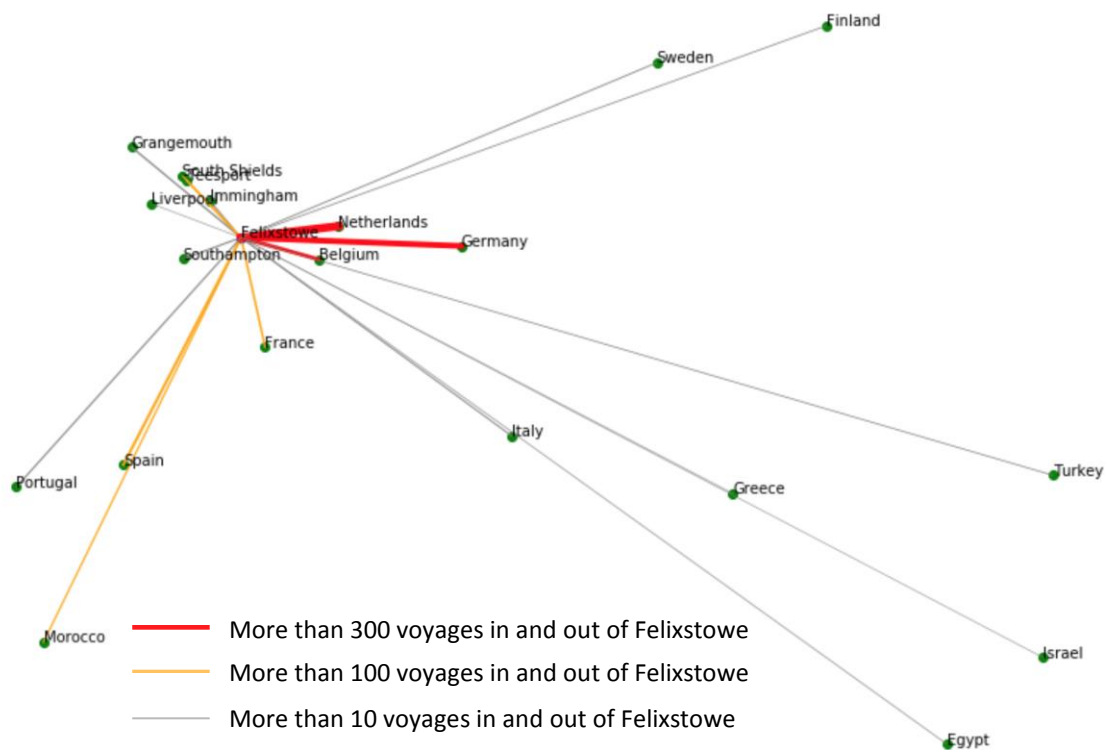 Finland
Sweden
Grangemouth
South Shields
Teesport
Liverpool
Immingham
Netherlands
Felixstowe
Germany
Southampton
Belgium
France
Italy
Spain
Turkey
Portugal
Greece
Morocco
More than 300 voyages in and out of Felixstowe
Israel
More than 100 voyages in and out of Felixstowe
More than 10 voyages in and out of Felixstowe
Egypt